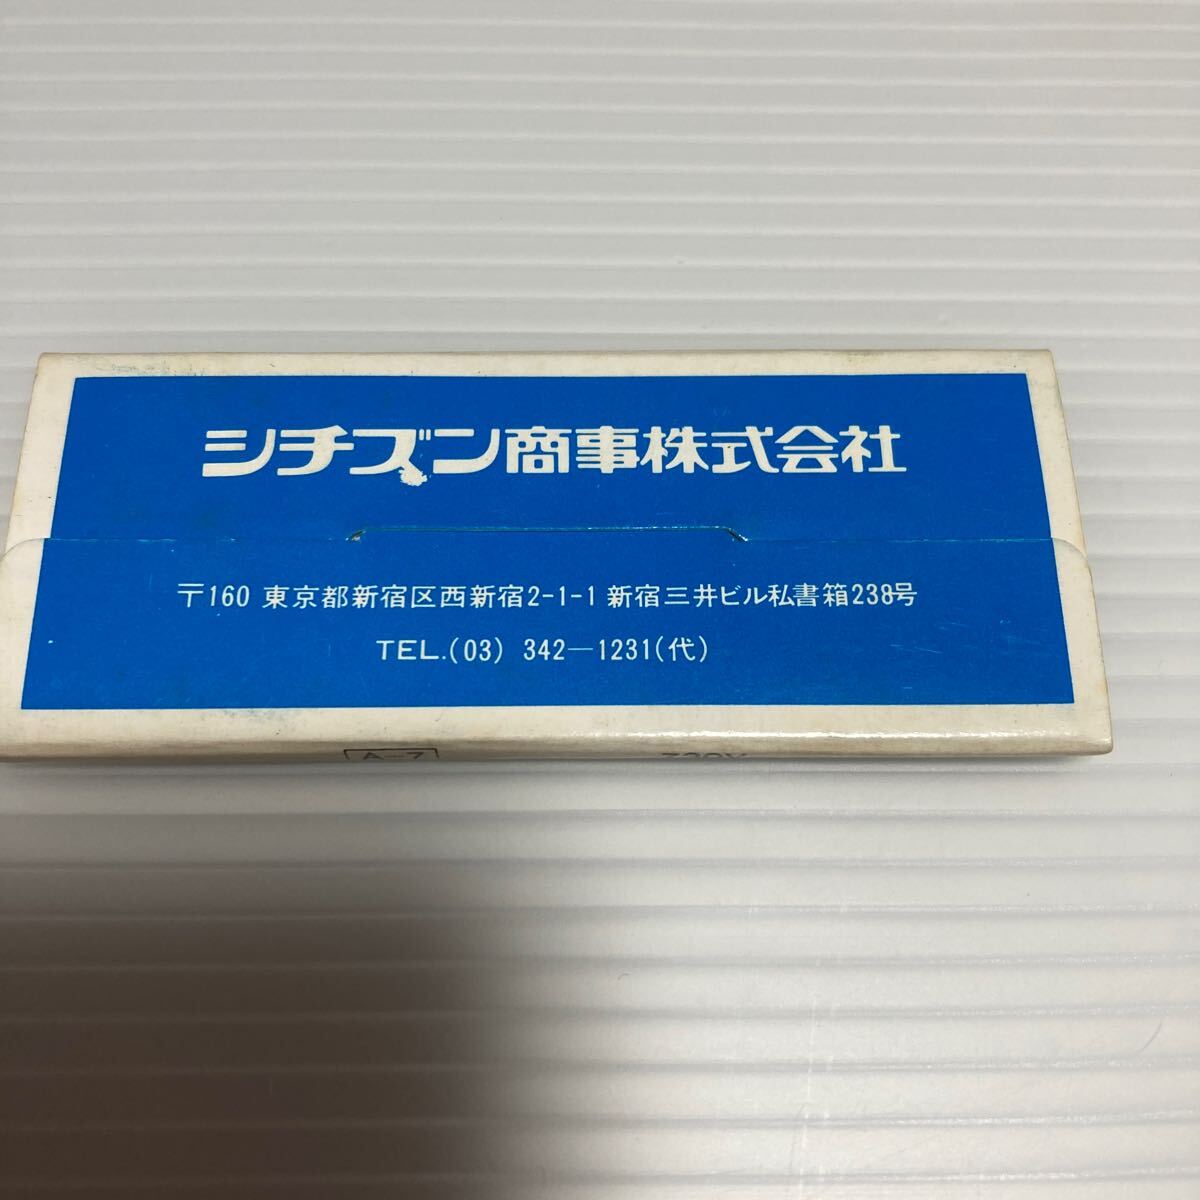 シチズン商事株式会社
〒160 東京都新宿区西新宿2-1-1 新宿三井ビル私書箱238号
TEL.(03) 342-1231(代)
A-7